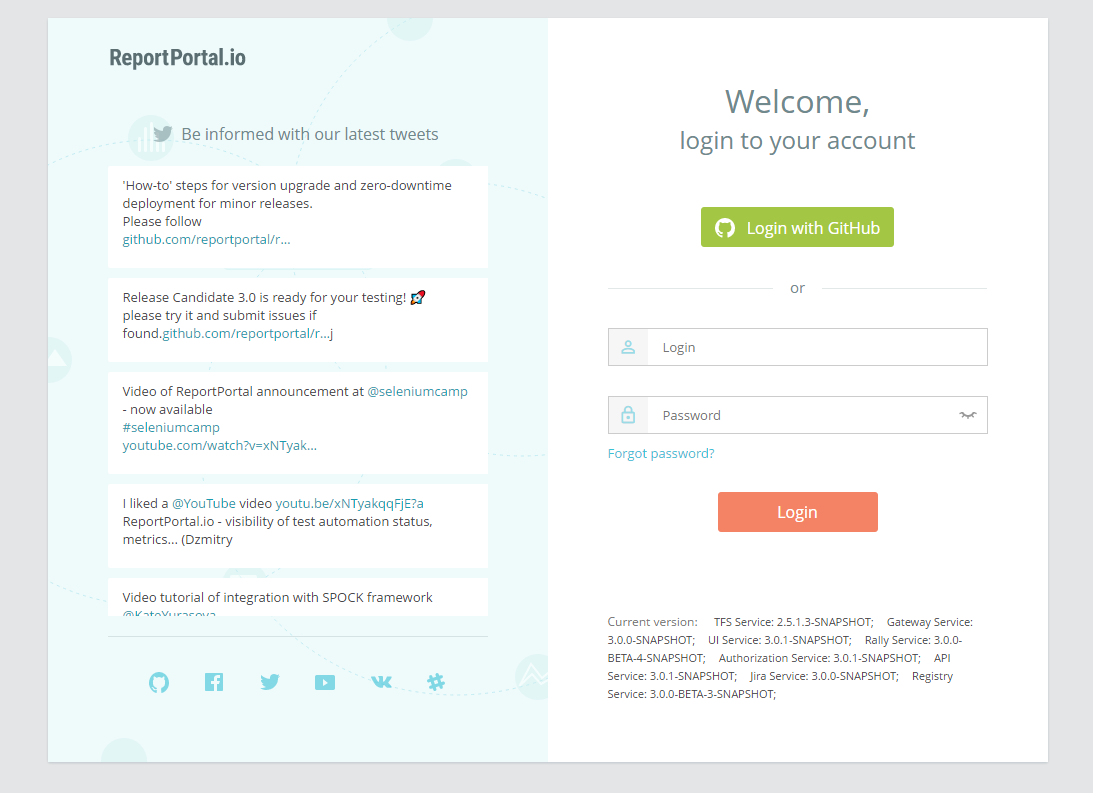 ReportPortal.io
Be informed with our latest tweets
'How-to' steps for version upgrade and zero-downtime
deployment for minor releases.
Please follow
github.com/reportportal/r...
Release Candidate 3.0 is ready for your testing! 🚀
please try it and submit issues if
found.github.com/reportportal/r...j
Video of ReportPortal announcement at @seleniumcamp
- now available
#seleniumcamp
youtube.com/watch?v=xNTyak...
I liked a @YouTube video youtu.be/xNTyakqqFjE?a
ReportPortal.io - visibility of test automation status,
metrics... (Dzmitry
Video tutorial of integration with SPOCK framework
@KateYurasova
Welcome,
login to your account
Login with GitHub
or
Login
Password
Forgot password?
Login
Current version: TFS Service: 2.5.1.3-SNAPSHOT; Gateway Service:
3.0.0-SNAPSHOT; UI Service: 3.0.1-SNAPSHOT; Rally Service: 3.0.0-
BETA-4-SNAPSHOT; Authorization Service: 3.0.1-SNAPSHOT; API
Service: 3.0.1-SNAPSHOT; Jira Service: 3.0.0-SNAPSHOT; Registry
Service: 3.0.0-BETA-3-SNAPSHOT;